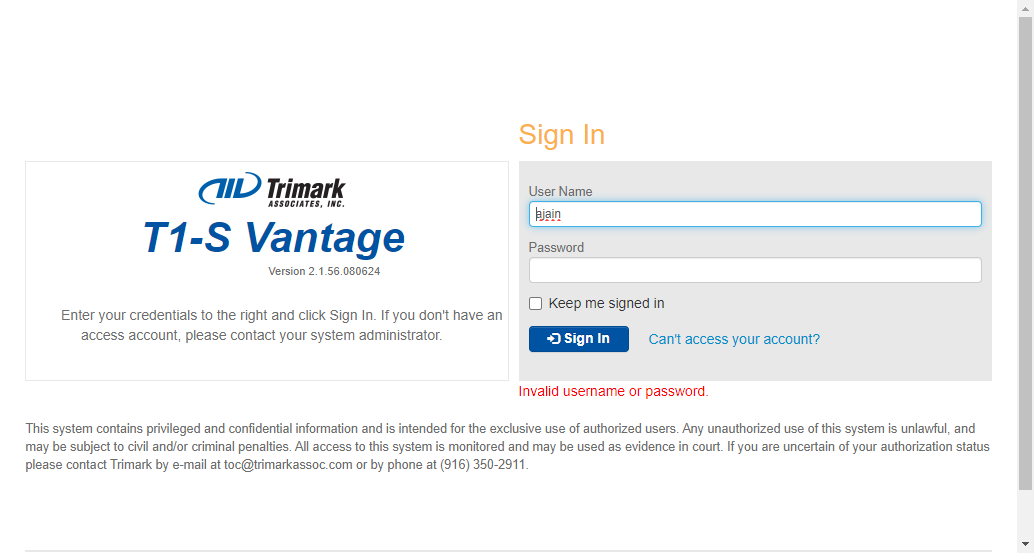 Sign In
Trimark
ASSOCIATES, INC.
T1-S Vantage
Version 2.1.56.080624
Enter your credentials to the right and click Sign In. If you don't have an
access account, please contact your system administrator.
User Name
ajain
Password
Keep me signed in
Sign In
Can't access your account?
Invalid username or password.
This system contains privileged and confidential information and is intended for the exclusive use of authorized users. Any unauthorized use of this system is unlawful, and
may be subject to civil and/or criminal penalties. All access to this system is monitored and may be used as evidence in court. If you are uncertain of your authorization status
please contact Trimark by e-mail at toc@trimarkassoc.com or by phone at (916) 350-2911.